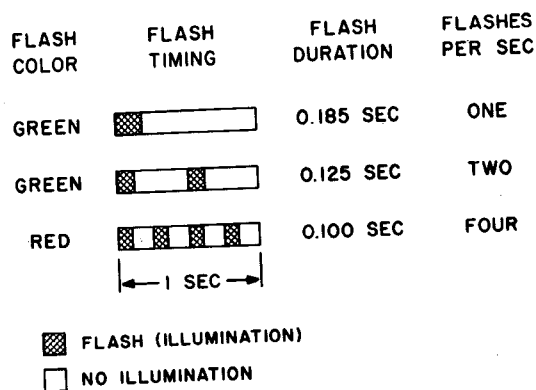 FLASH COLOR FLASH TIMING FLASH DURATION FLASHES PER SEC
GREEN 0.185 SEC ONE
GREEN 0.125 SEC TWO
RED 0.100 SEC FOUR
1 SEC
FLASH (ILLUMINATION)
NO ILLUMINATION